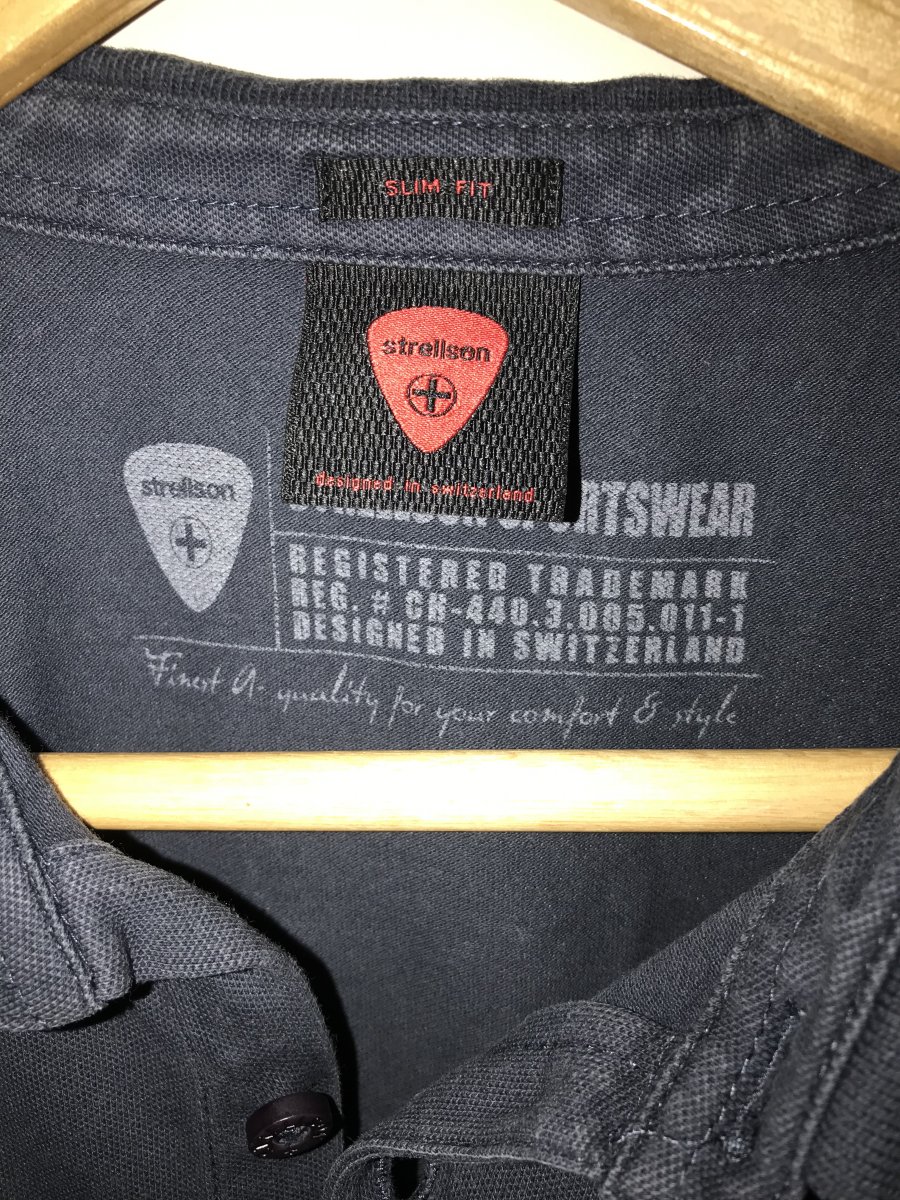 SLIM FIT
strellson
designed in switzerland
strellson
RTSWEAR
REGISTERED TRADEMARK
REG. # CH-440.3.005.011-1
DESIGNED IN SWITZERLAND
Finest A-quality for your comfort & style